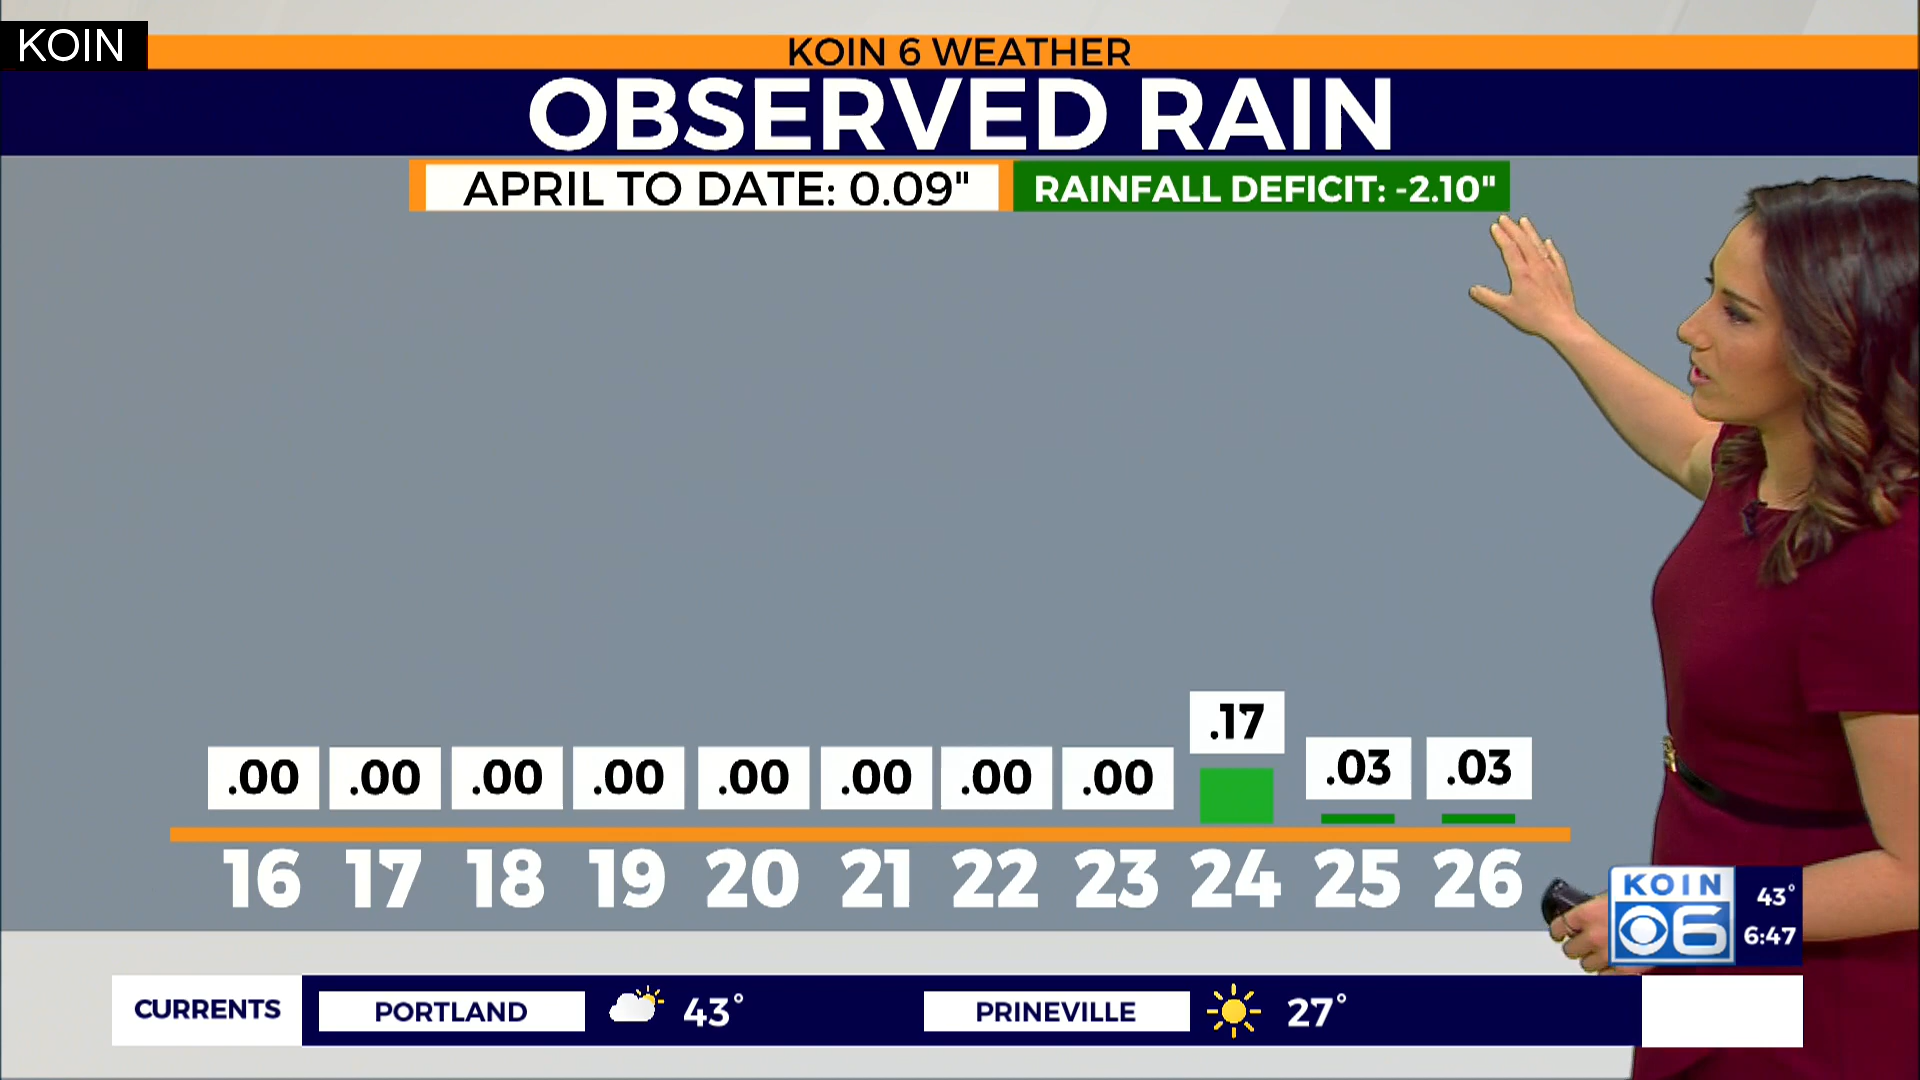 KOIN
KOIN 6 WEATHER
OBSERVED RAIN
APRIL TO DATE: 0.09"
RAINFALL DEFICIT: -2.10"
.00 .00 .00 .00 .00 .00 .00 .00 .17 .03 .03
16 17 18 19 20 21 22 23 24 25 26
KOIN
6
43°
6:47
CURRENTS PORTLAND 43° PRINEVILLE 27°